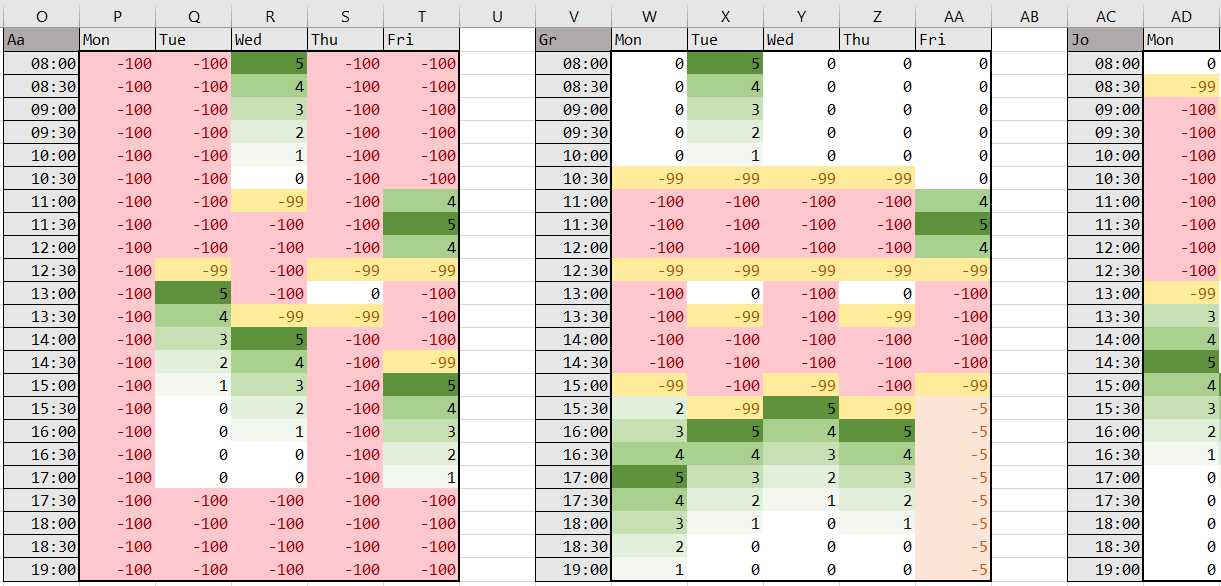 O P Q R S T U V W X Y Z AA AB AC AD
Aa Mon Tue Wed Thu Fri Gr Mon Tue Wed Thu Fri Jo Mon
08:00 -100 -100 5 -100 -100 08:00 0 5 0 0 0 08:00 0
08:30 -100 -100 4 -100 -100 08:30 0 4 0 0 0 08:30 -99
09:00 -100 -100 3 -100 -100 09:00 0 3 0 0 0 09:00 -100
09:30 -100 -100 2 -100 -100 09:30 0 2 0 0 0 09:30 -100
10:00 -100 -100 1 -100 -100 10:00 0 1 0 0 0 10:00 -100
10:30 -100 -100 0 -100 -100 10:30 -99 -99 -99 -99 0 10:30 -100
11:00 -100 -100 -99 -100 4 11:00 -100 -100 -100 -100 4 11:00 -100
11:30 -100 -100 -100 -100 5 11:30 -100 -100 -100 -100 5 11:30 -100
12:00 -100 -100 -100 -100 4 12:00 -100 -100 -100 -100 4 12:00 -100
12:30 -100 -99 -100 -99 -99 12:30 -99 -99 -99 -99 -99 12:30 -100
13:00 -100 5 -100 0 -100 13:00 -100 0 -100 0 -100 13:00 -99
13:30 -100 4 -99 -99 -100 13:30 -100 -99 -100 -99 -100 13:30 3
14:00 -100 3 5 -100 -100 14:00 -100 -100 -100 -100 -100 14:00 4
14:30 -100 2 4 -100 -99 14:30 -100 -100 -100 -100 -100 14:30 5
15:00 -100 1 3 -100 5 15:00 -99 -100 -99 -100 -99 15:00 4
15:30 -100 0 2 -100 4 15:30 2 -99 5 -99 -5 15:30 3
16:00 -100 0 1 -100 3 16:00 3 5 4 5 -5 16:00 2
16:30 -100 0 0 -100 2 16:30 4 4 3 4 -5 16:30 1
17:00 -100 0 0 -100 1 17:00 5 3 2 3 -5 17:00 0
17:30 -100 -100 -100 -100 -100 17:30 4 2 1 2 -5 17:30 0
18:00 -100 -100 -100 -100 -100 18:00 3 1 0 1 -5 18:00 0
18:30 -100 -100 -100 -100 -100 18:30 2 0 0 0 -5 18:30 0
19:00 -100 -100 -100 -100 -100 19:00 1 0 0 0 -5 19:00 0